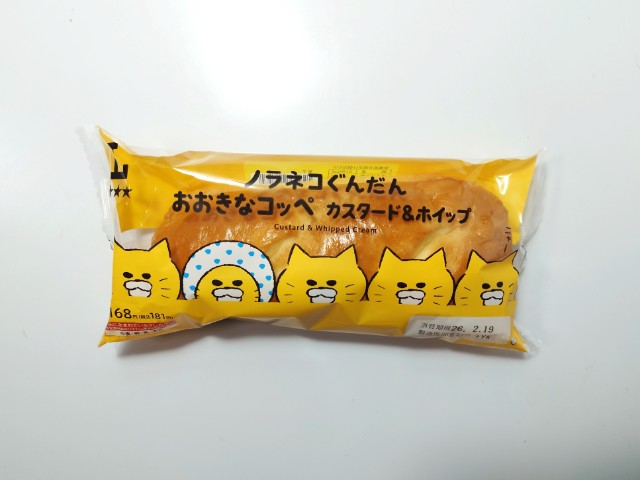 L
ノラネコぐんだん
おおきなコッペ カスタード&ホイップ
Custard & Whipped Cream
168円(税込181円)
消費期限26. 2.19